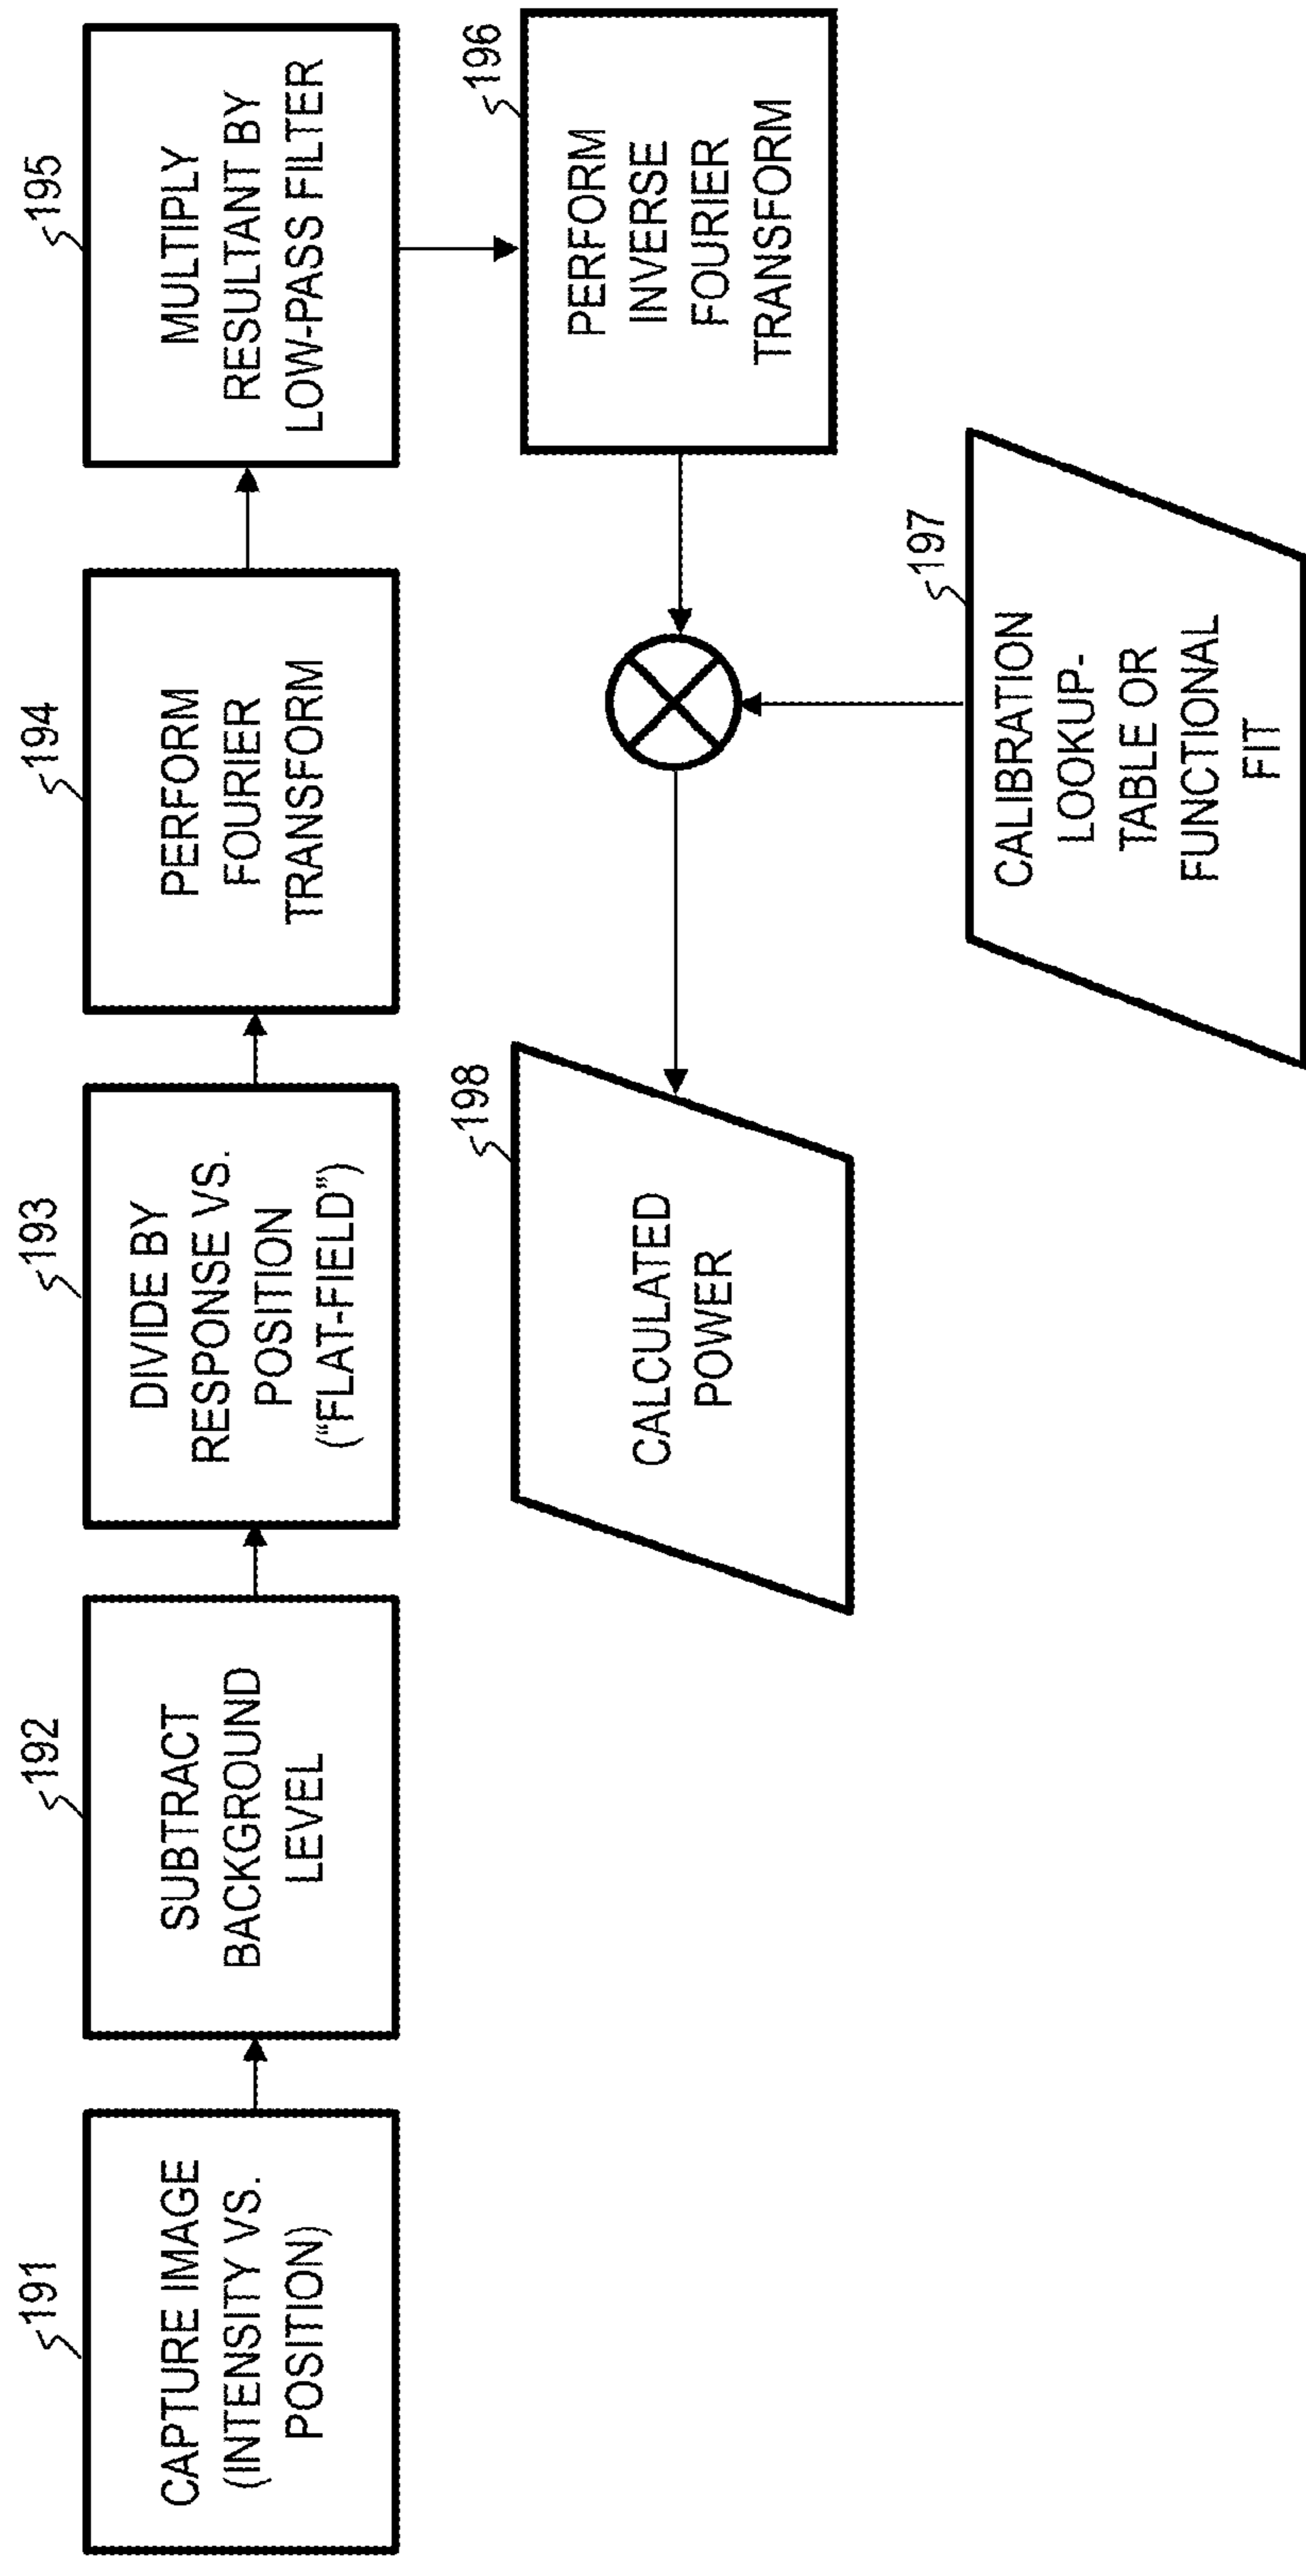 191
CAPTURE IMAGE
(INTENSITY VS.
POSITION)
192
SUBTRACT
BACKGROUND
LEVEL
193
DIVIDE BY
RESPONSE VS.
POSITION
(“FLAT-FIELD”)
194
PERFORM
FOURIER
TRANSFORM
195
MULTIPLY
RESULTANT BY
LOW-PASS FILTER
196
PERFORM
INVERSE
FOURIER
TRANSFORM
197
CALIBRATION
LOOKUP-
TABLE OR
FUNCTIONAL
FIT
198
CALCULATED
POWER